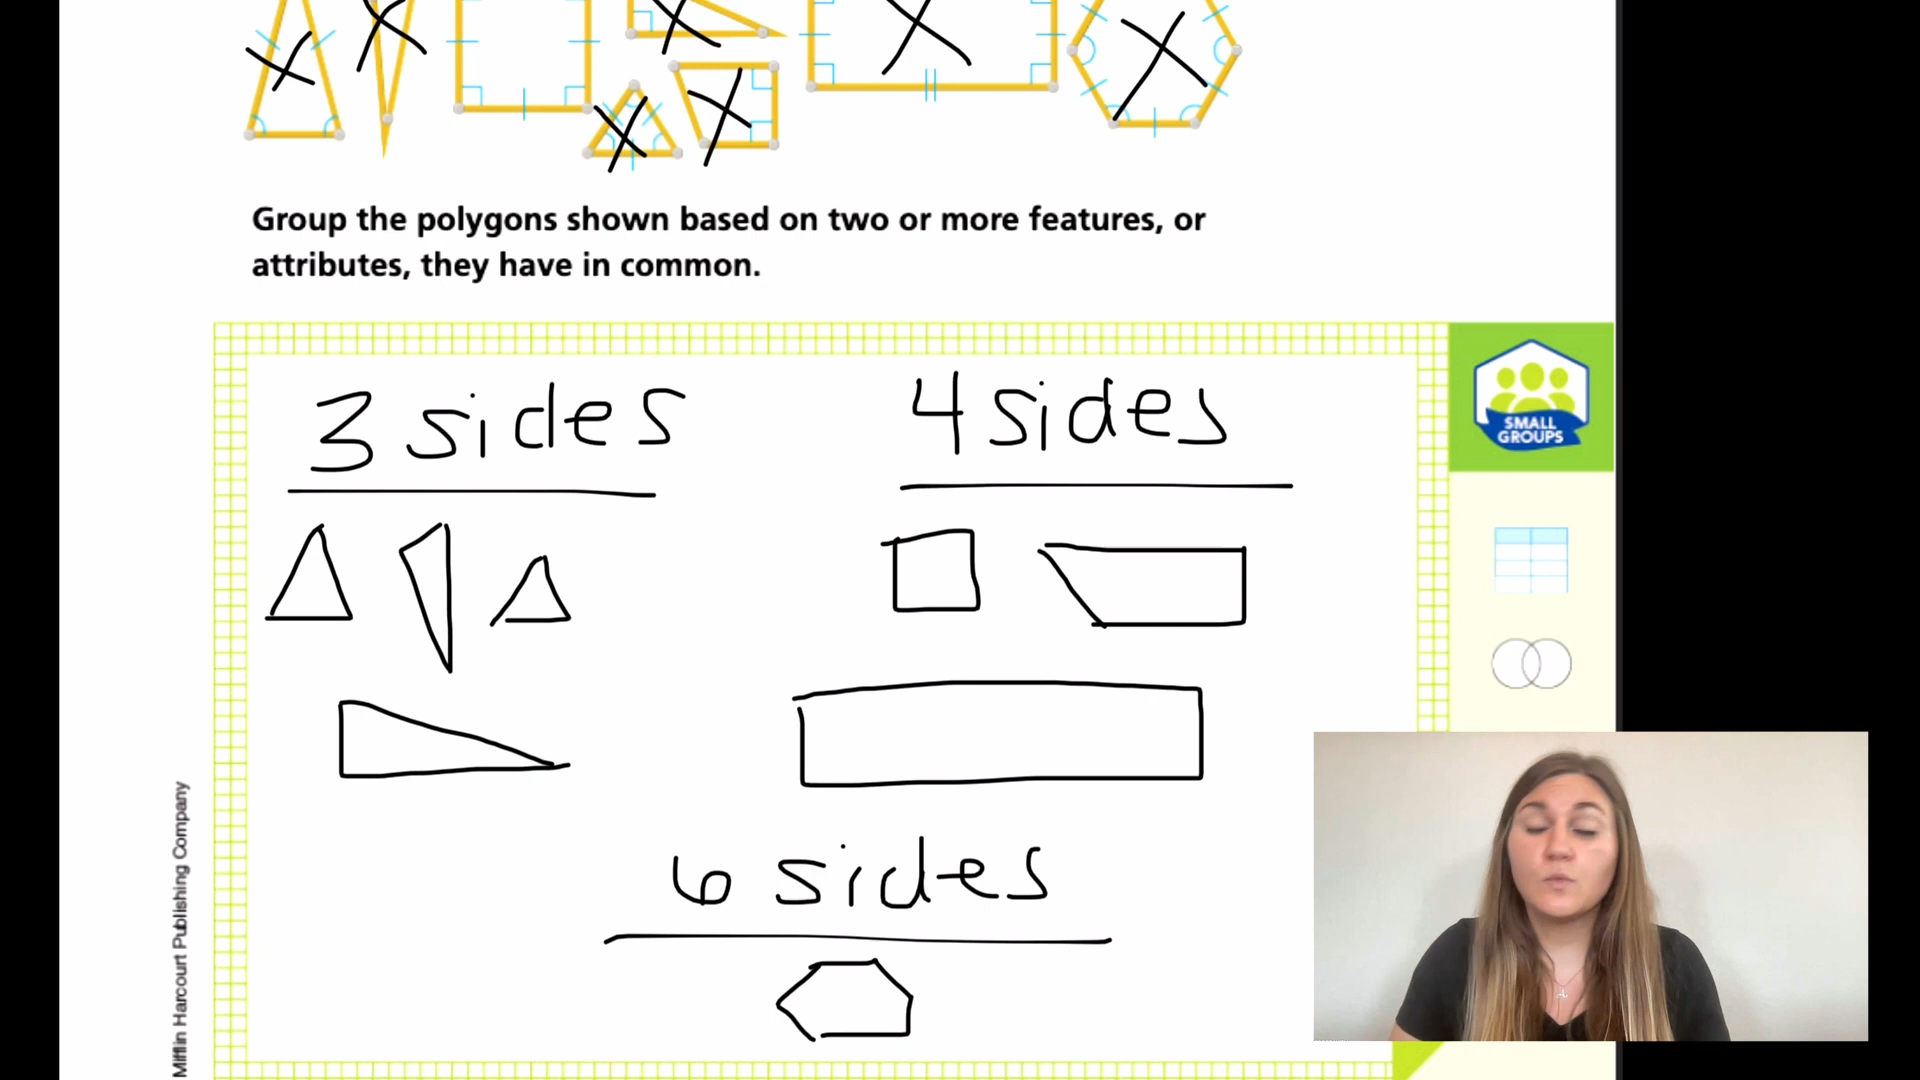 Group the polygons shown based on two or more features, or
attributes, they have in common.
3 sides
4 sides
SMALL
GROUPS
6 sides
Mifflin Harcourt Publishing Company